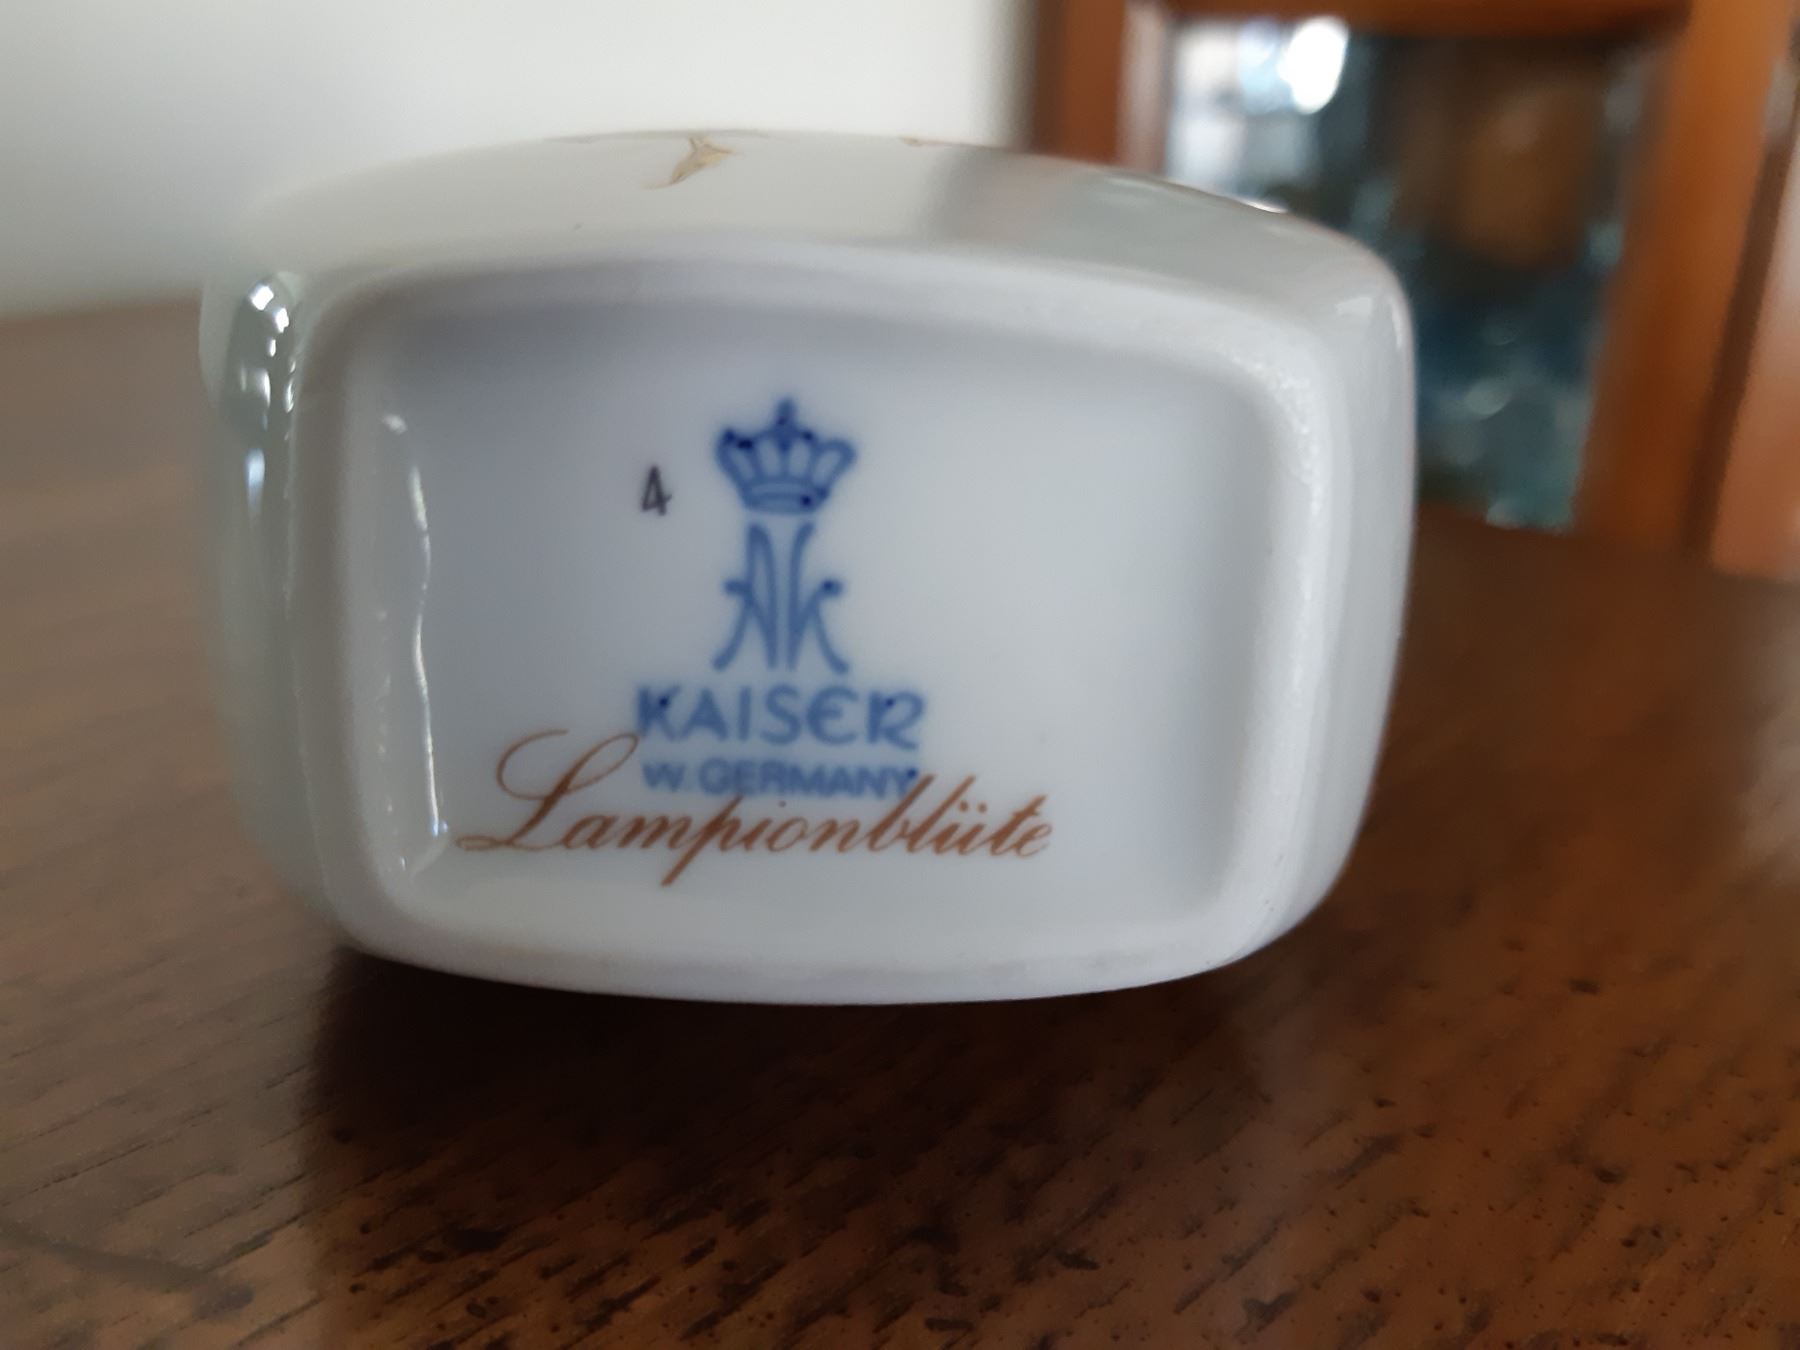 4
AK
KAISER
W. GERMANY
Lampionblüte